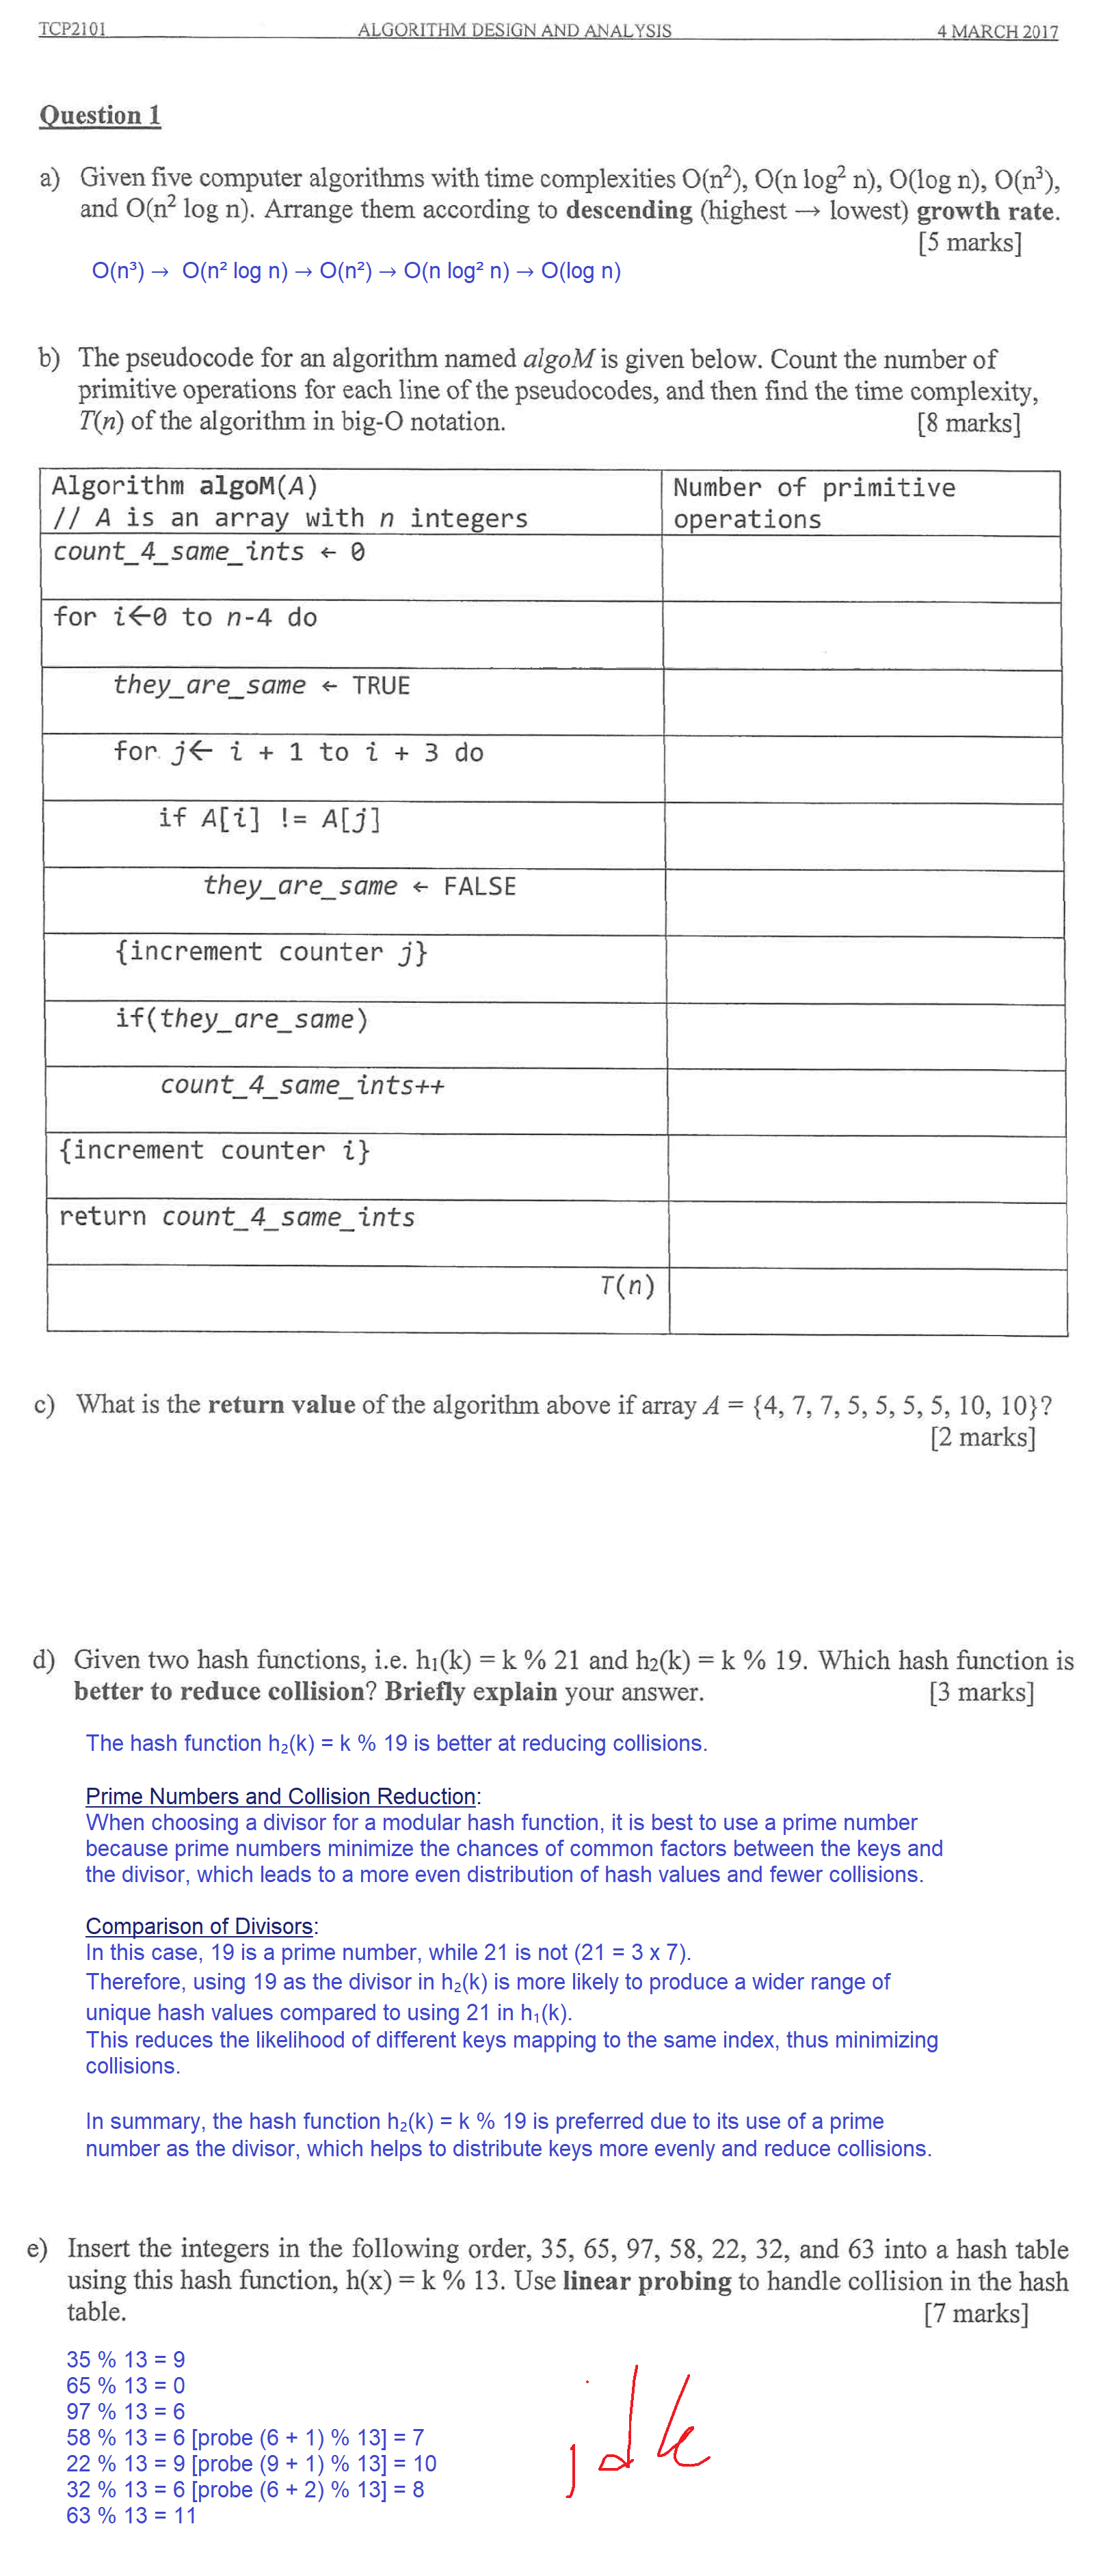 TCP2101 ALGORITHM DESIGN AND ANALYSIS 4 MARCH 2017
Question 1
a) Given five computer algorithms with time complexities O(n²), O(n log² n), O(log n), O(n³),
and O(n² log n). Arrange them according to descending (highest → lowest) growth rate.
[5 marks]
O(n³) → O(n² log n) → O(n²) → O(n log² n) → O(log n)
b) The pseudocode for an algorithm named algoM is given below. Count the number of
primitive operations for each line of the pseudocodes, and then find the time complexity,
T(n) of the algorithm in big-O notation. [8 marks]
Algorithm algoM(A) Number of primitive
// A is an array with n integers operations
count_4_same_ints ← 0
for i←0 to n-4 do
they_are_same ← TRUE
for j← i + 1 to i + 3 do
if A[i] != A[j]
they_are_same ← FALSE
{increment counter j}
if(they_are_same)
count_4_same_ints++
{increment counter i}
return count_4_same_ints
T(n)
c) What is the return value of the algorithm above if array A = {4, 7, 7, 5, 5, 5, 5, 10, 10}?
[2 marks]
d) Given two hash functions, i.e. h₁(k) = k % 21 and h₂(k) = k % 19. Which hash function is
better to reduce collision? Briefly explain your answer. [3 marks]
The hash function h₂(k) = k % 19 is better at reducing collisions.
Prime Numbers and Collision Reduction:
When choosing a divisor for a modular hash function, it is best to use a prime number
because prime numbers minimize the chances of common factors between the keys and
the divisor, which leads to a more even distribution of hash values and fewer collisions.
Comparison of Divisors:
In this case, 19 is a prime number, while 21 is not (21 = 3 x 7).
Therefore, using 19 as the divisor in h₂(k) is more likely to produce a wider range of
unique hash values compared to using 21 in h₁(k).
This reduces the likelihood of different keys mapping to the same index, thus minimizing
collisions.
In summary, the hash function h₂(k) = k % 19 is preferred due to its use of a prime
number as the divisor, which helps to distribute keys more evenly and reduce collisions.
e) Insert the integers in the following order, 35, 65, 97, 58, 22, 32, and 63 into a hash table
using this hash function, h(x) = k % 13. Use linear probing to handle collision in the hash
table. [7 marks]
35 % 13 = 9
65 % 13 = 0
97 % 13 = 6
58 % 13 = 6 [probe (6 + 1) % 13] = 7
22 % 13 = 9 [probe (9 + 1) % 13] = 10
32 % 13 = 6 [probe (6 + 2) % 13] = 8
63 % 13 = 11
idk